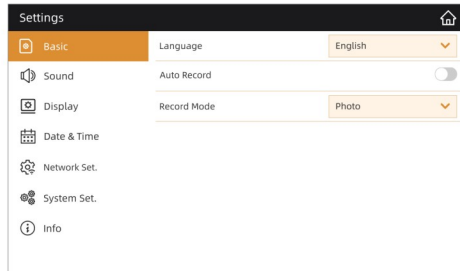 Settings
Basic
Language
English
Sound
Auto Record
Display
Record Mode
Photo
Date & Time
Network Set.
System Set.
Info